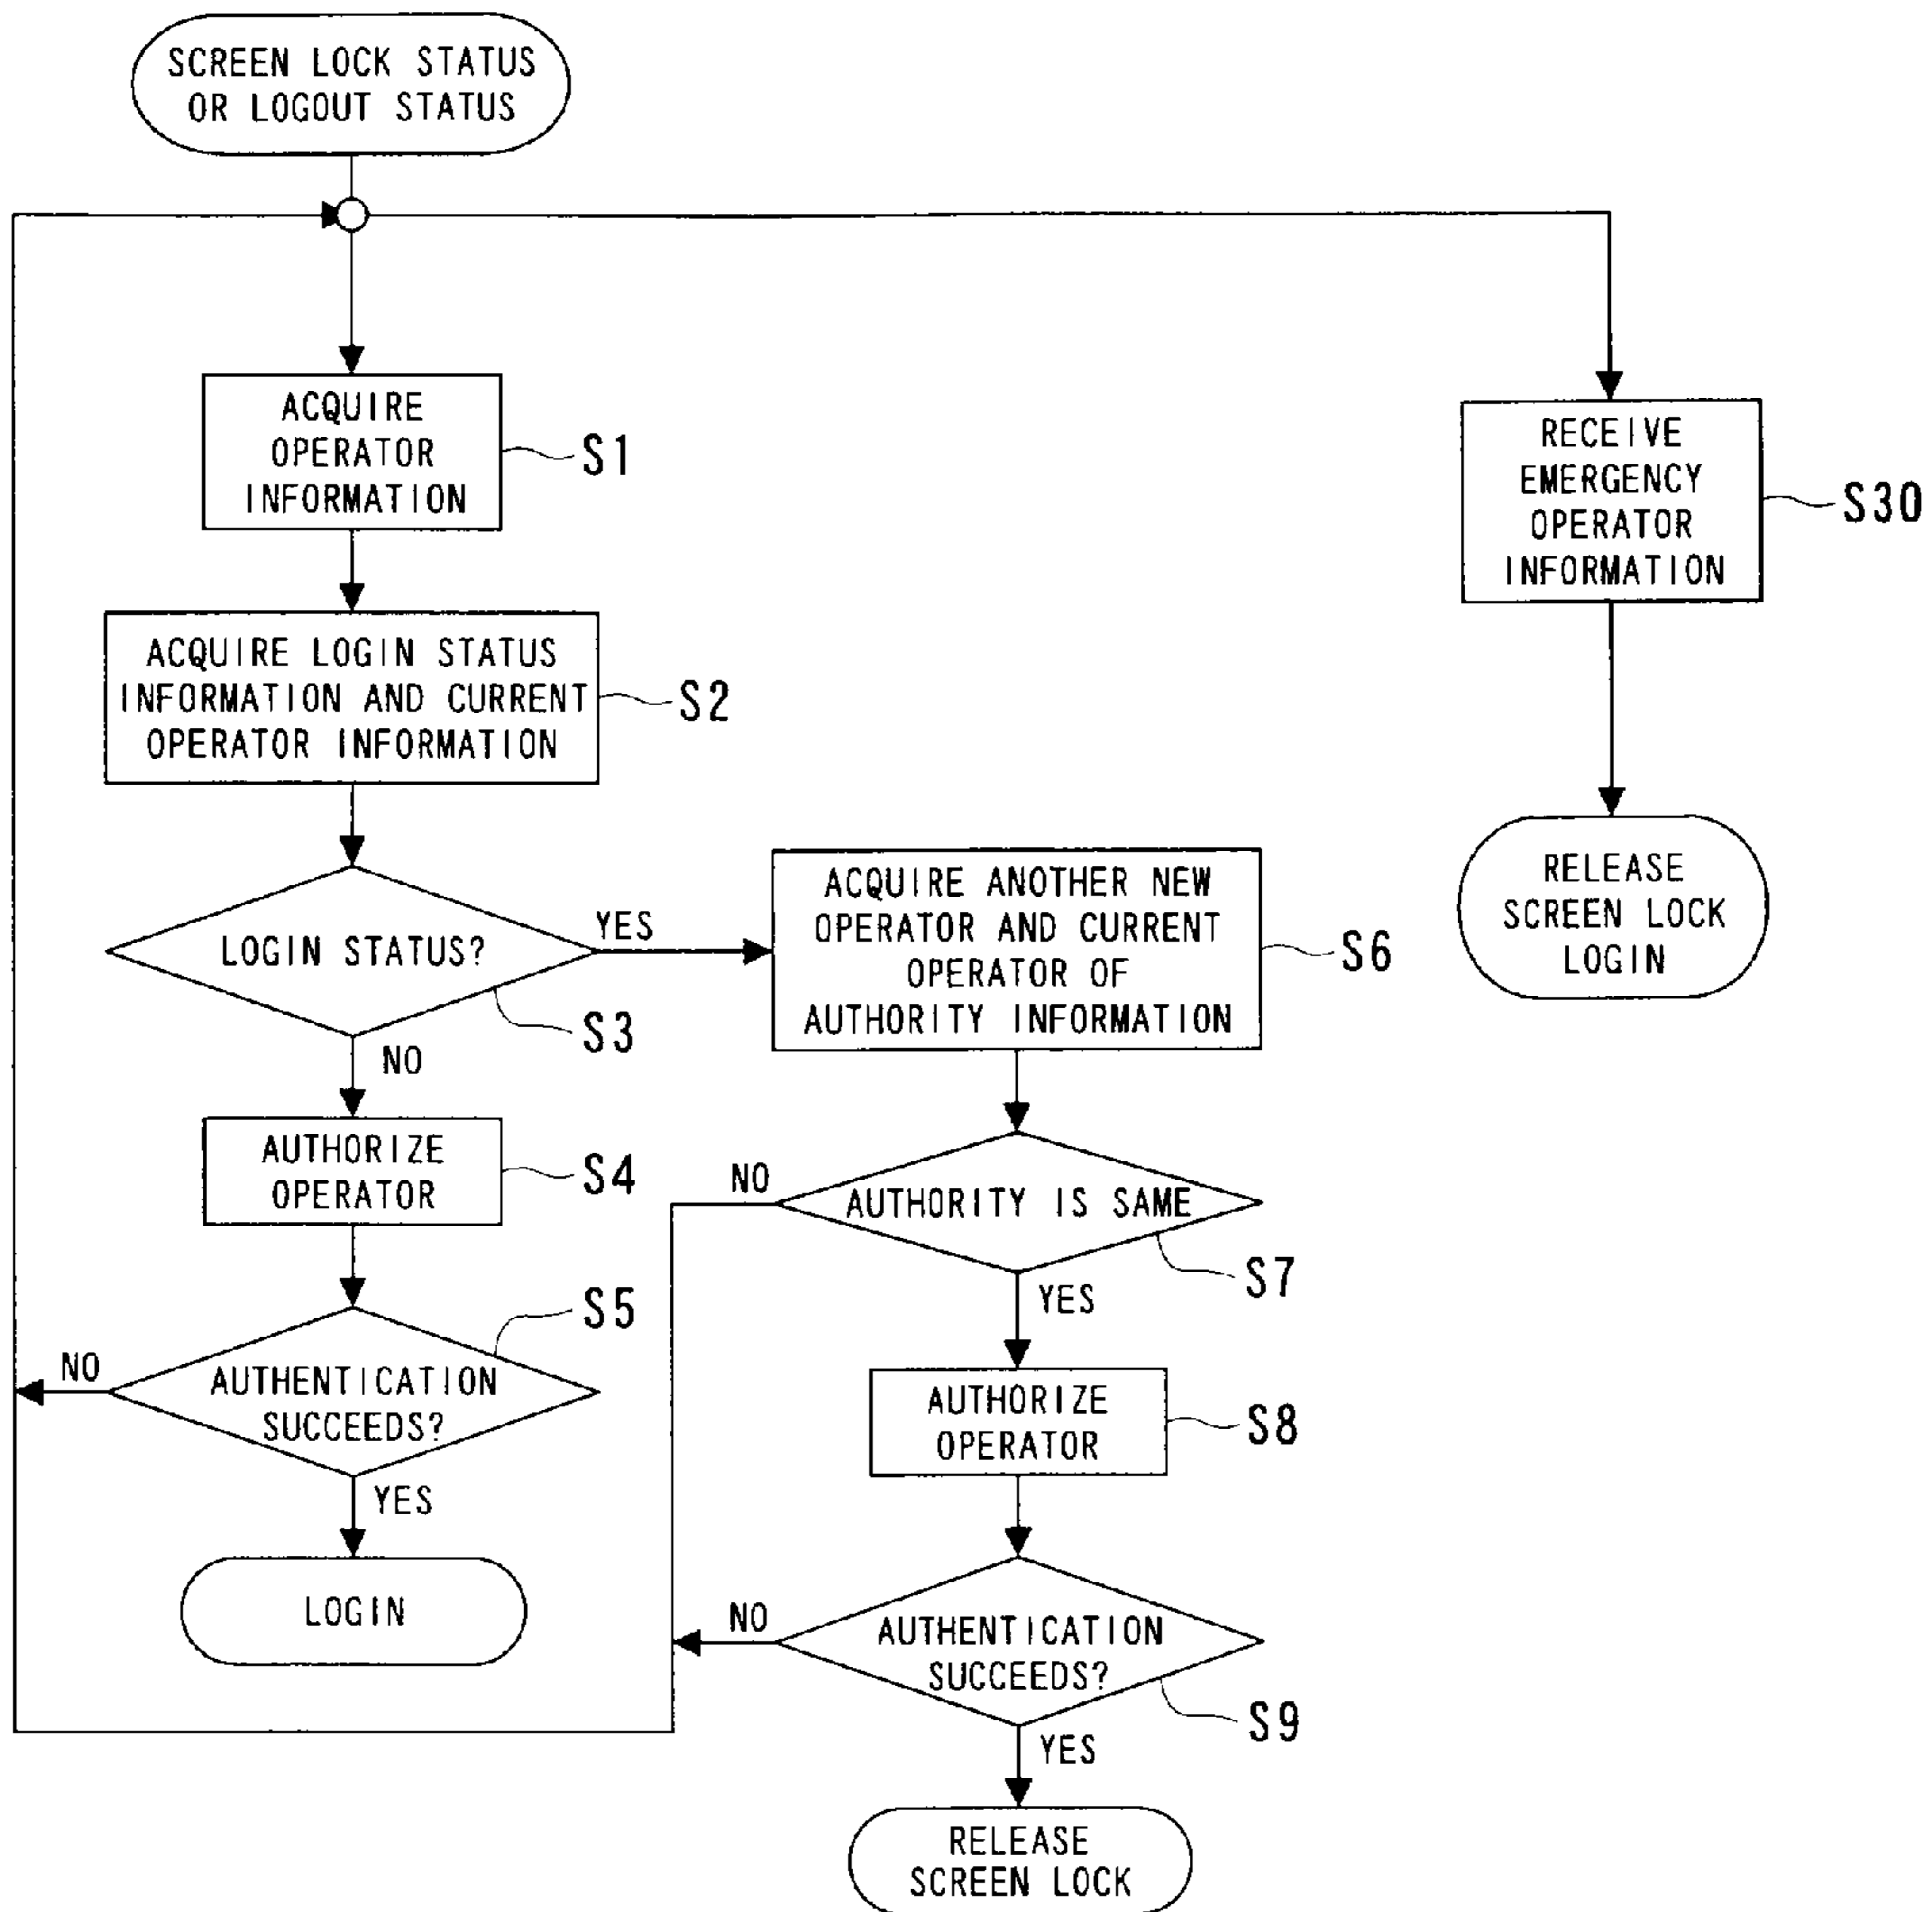 SCREEN LOCK STATUS
OR LOGOUT STATUS
ACQUIRE
OPERATOR
INFORMATION
S1
RECEIVE
EMERGENCY
OPERATOR
INFORMATION
S30
ACQUIRE LOGIN STATUS
INFORMATION AND CURRENT
OPERATOR INFORMATION
S2
LOGIN STATUS?
YES
S3
NO
ACQUIRE ANOTHER NEW
OPERATOR AND CURRENT
OPERATOR OF
AUTHORITY INFORMATION
S6
RELEASE
SCREEN LOCK
LOGIN
AUTHORIZE
OPERATOR
S4
NO
AUTHORITY IS SAME
S7
YES
S5
NO
AUTHENTICATION
SUCCEEDS?
YES
AUTHORIZE
OPERATOR
S8
LOGIN
NO
AUTHENTICATION
SUCCEEDS?
S9
YES
RELEASE
SCREEN LOCK